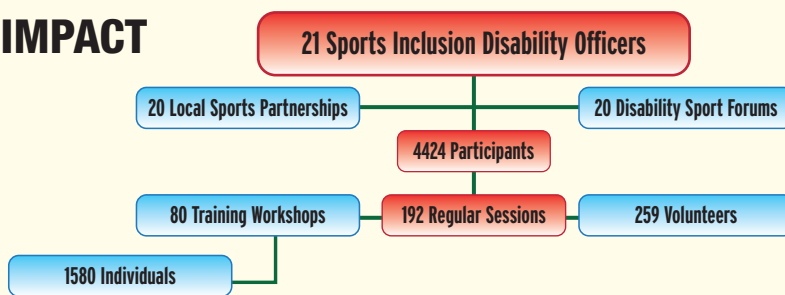 IMPACT
21 Sports Inclusion Disability Officers
20 Local Sports Partnerships
20 Disability Sport Forums
4424 Participants
80 Training Workshops
192 Regular Sessions
259 Volunteers
1580 Individuals